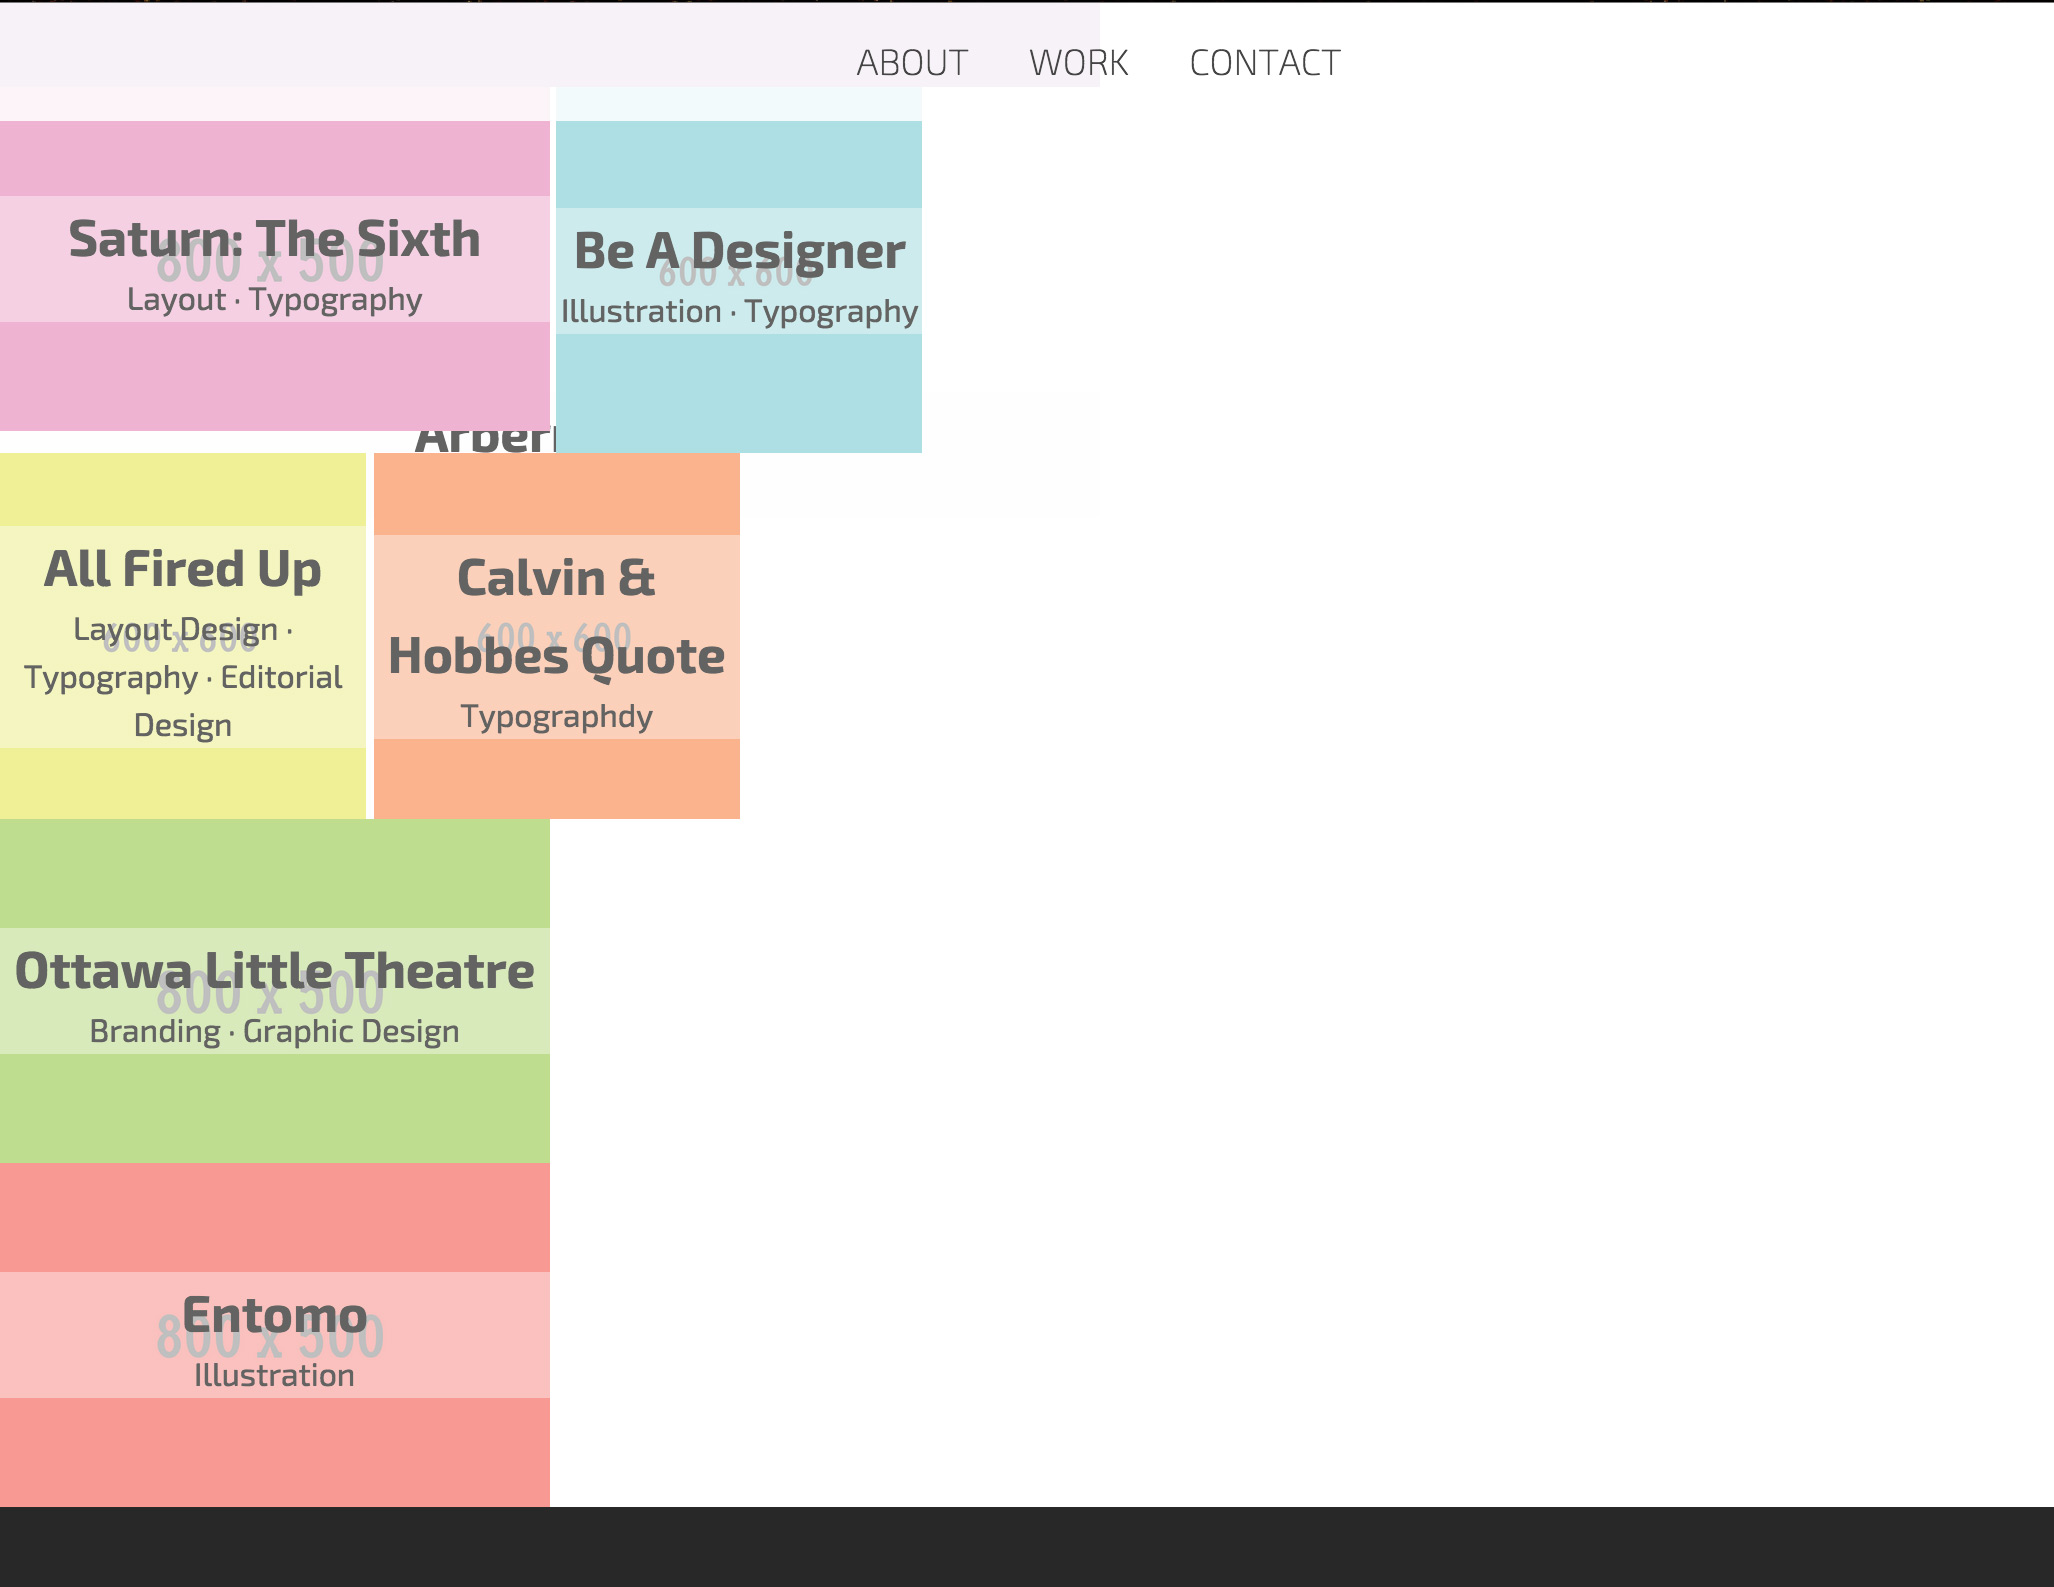 ABOUT WORK CONTACT
Saturn: The Sixth
800 x 500
Layout · Typography
Be A Designer
600 x 600
Illustration · Typography
All Fired Up
600 x 600
Layout Design ·
Typography · Editorial
Design
Calvin &
600 x 600
Hobbes Quote
Typographdy
Ottawa Little Theatre
800 x 500
Branding · Graphic Design
Entomo
800 x 500
Illustration